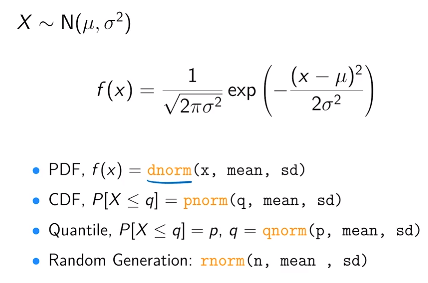 X ∼ N(μ, σ²)
f(x) = 1/√(2πσ²) exp(−(x − μ)²/(2σ²))
• PDF, f(x) = dnorm(x, mean, sd)
• CDF, P[X ≤ q] = pnorm(q, mean, sd)
• Quantile, P[X ≤ q] = p, q = qnorm(p, mean, sd)
• Random Generation: rnorm(n, mean , sd)